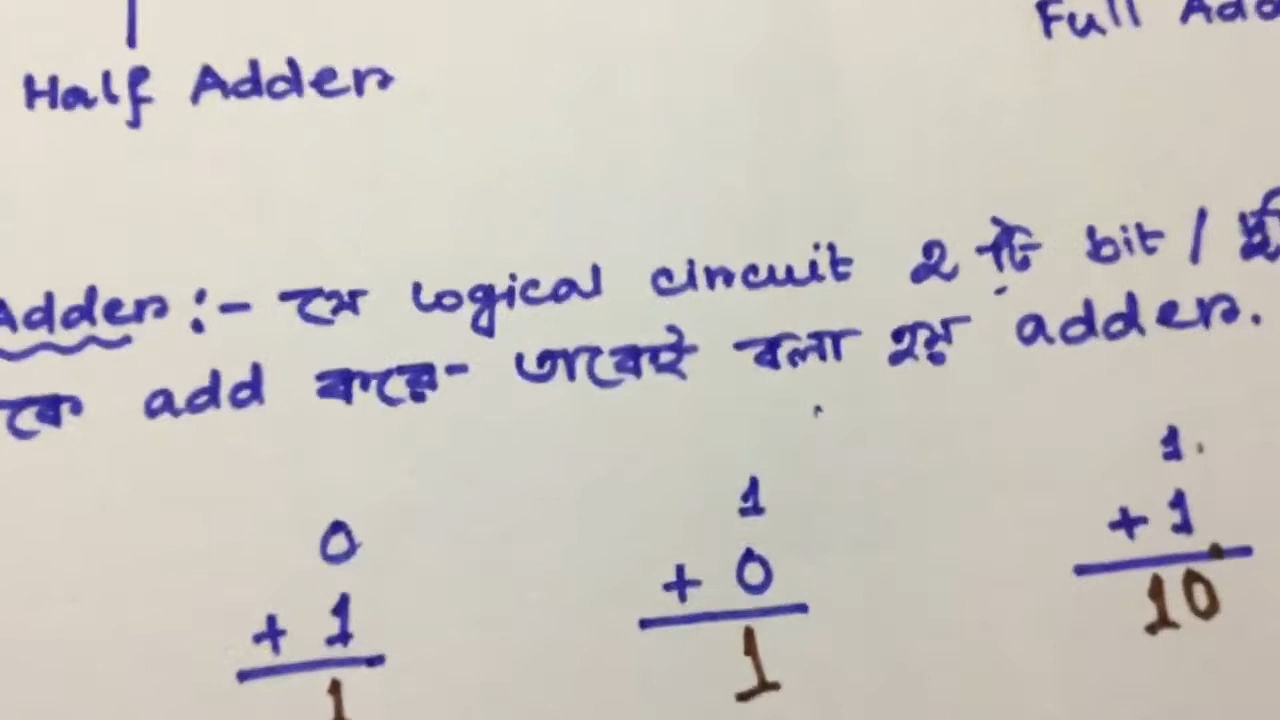 Half Adder
Full
Adder :- যে logical circuit 2 টি bit /
কে add করে- তাকেই বলা হয় adder.
0 1 1
+ 1 + 0 + 1
1 1 10